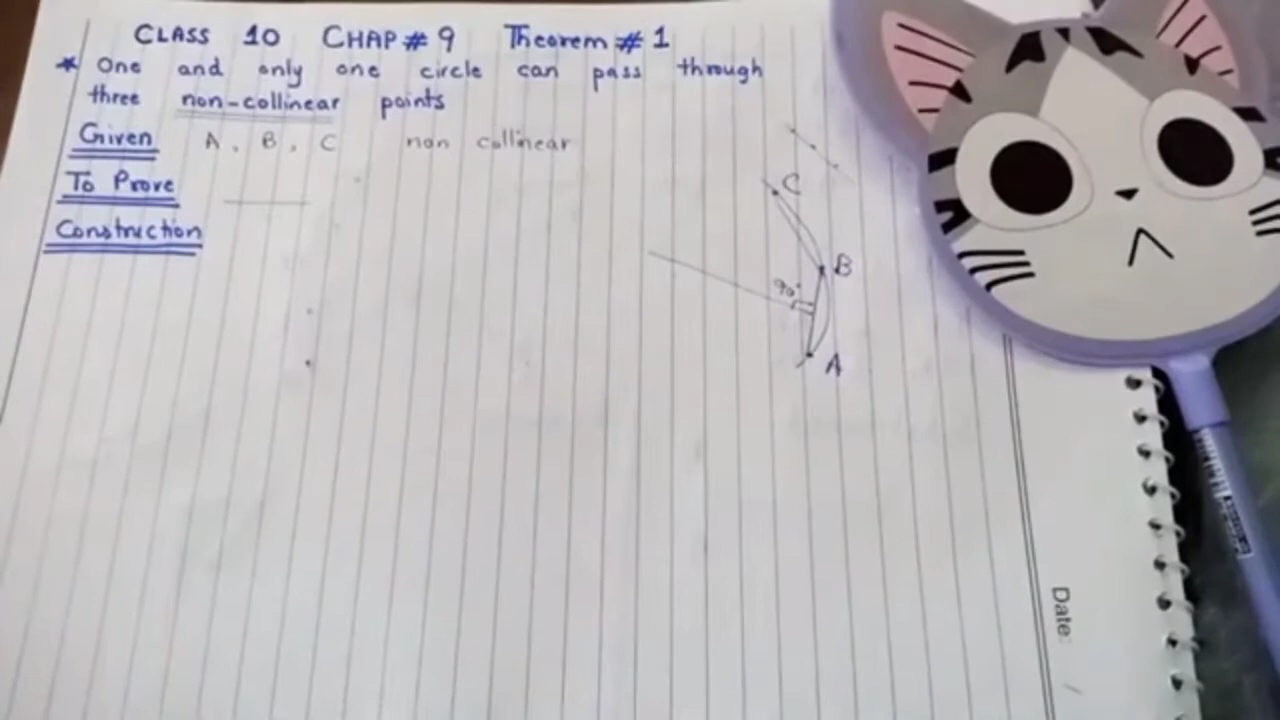 CLASS 10 CHAP # 9 Theorem # 1
* One and only one circle can pass through
three non-collinear points
Given A, B, C non collinear
To Prove
Construction
C
B
90°
A
Date: